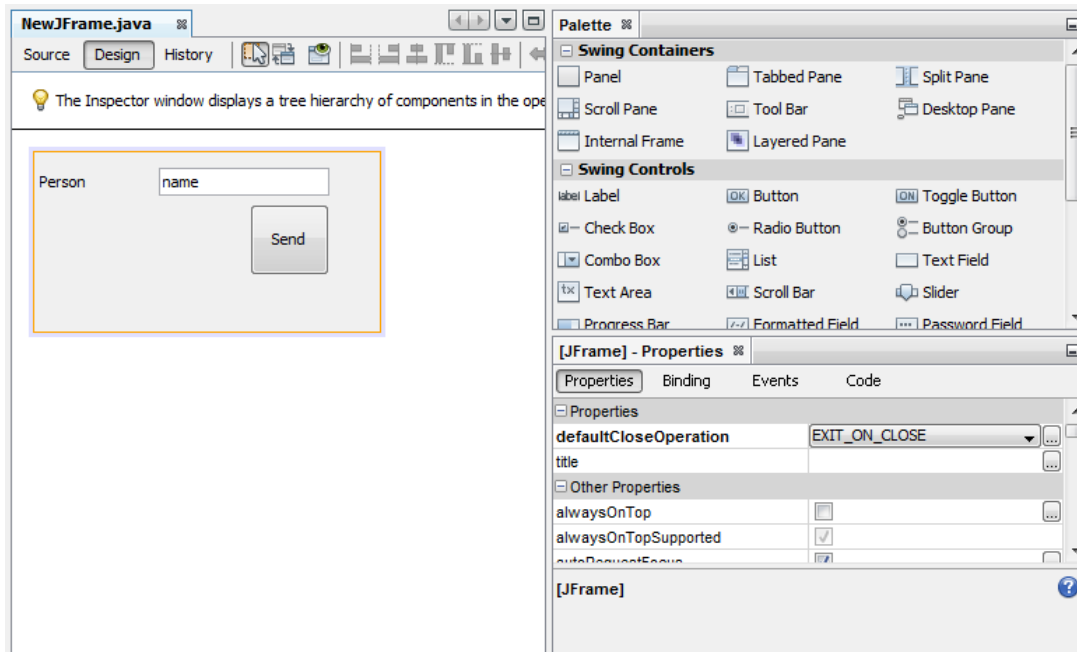 NewJFrame.java
Source Design History
The Inspector window displays a tree hierarchy of components in the ope
Person name
Send
Palette
Swing Containers
Panel Tabbed Pane Split Pane
Scroll Pane Tool Bar Desktop Pane
Internal Frame Layered Pane
Swing Controls
label Label OK Button ON Toggle Button
Check Box Radio Button Button Group
Combo Box List Text Field
tx Text Area Scroll Bar Slider
Progress Bar Formatted Field Password Field
[JFrame] - Properties
Properties Binding Events Code
Properties
defaultCloseOperation EXIT_ON_CLOSE ...
title ...
Other Properties
alwaysOnTop ...
alwaysOnTopSupported
autoRequestFocus
[JFrame] ?